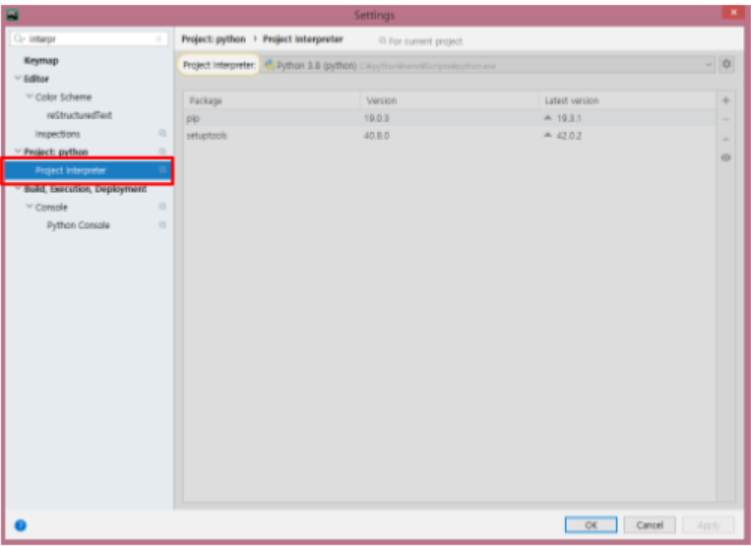 Settings
interpr
Project: python › Project Interpreter For current project
Keymap
Editor
Color Scheme
reStructuredText
Inspections
Project: python
Project Interpreter
Build, Execution, Deployment
Console
Python Console
Project Interpreter: Python 3.8 (python)
Package Version Latest version
pip 19.0.3 19.3.1
setuptools 40.8.0 42.0.2
OK Cancel Apply